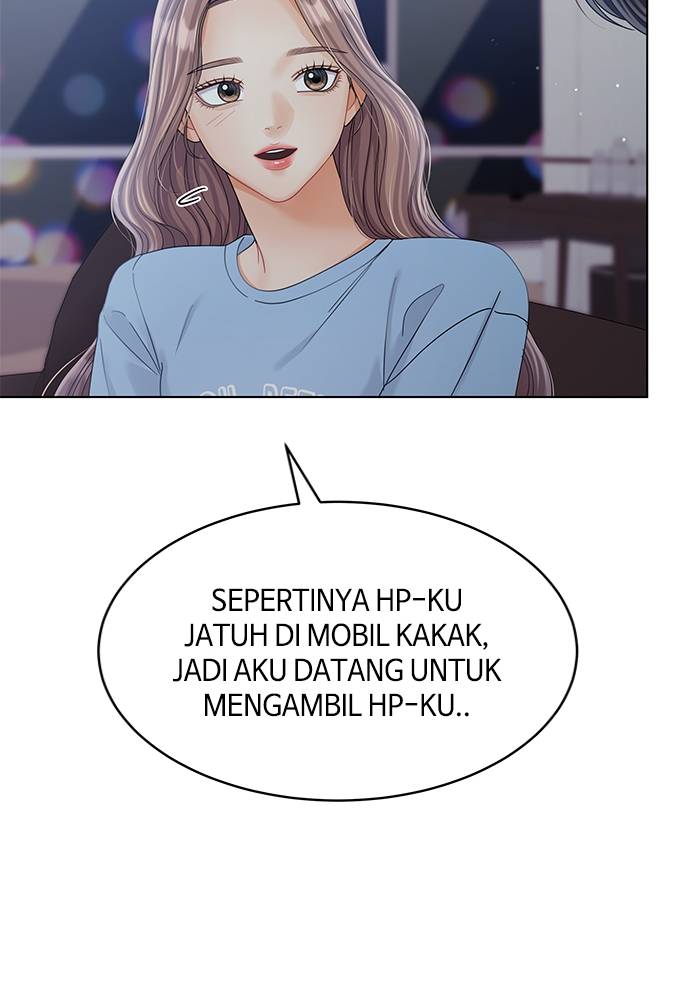 SEPERTINYA HP-KU
JATUH DI MOBIL KAKAK,
JADI AKU DATANG UNTUK
MENGAMBIL HP-KU..